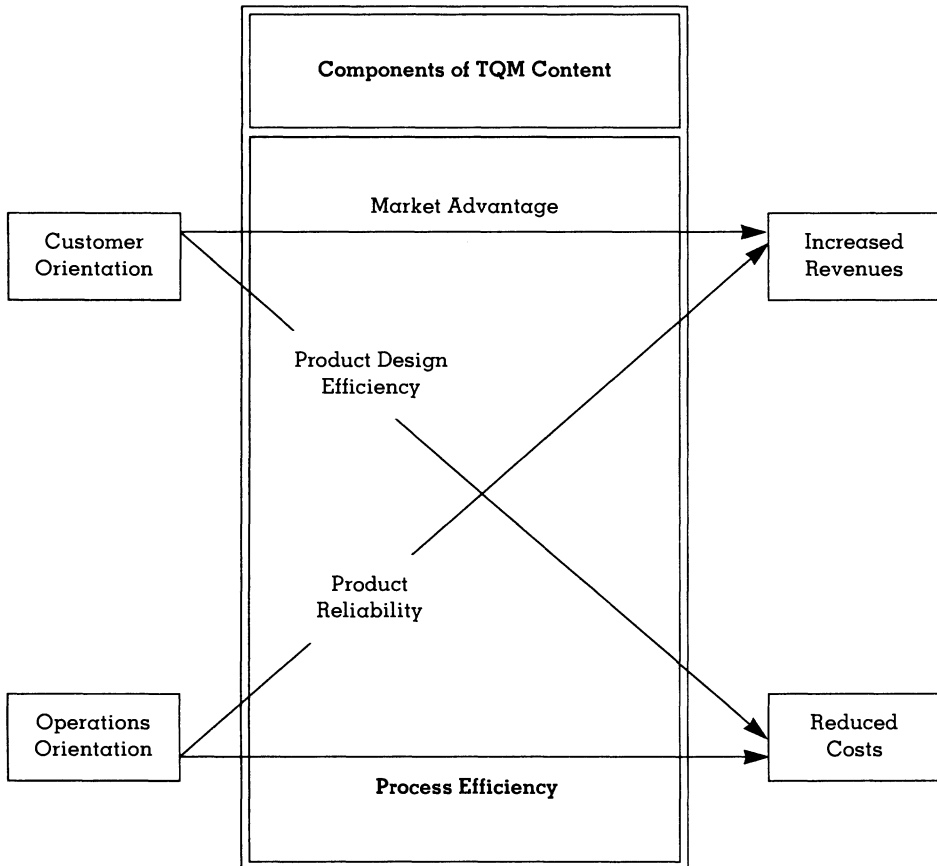 Components of TQM Content
Market Advantage
Customer
Orientation
Increased
Revenues
Product Design
Efficiency
Product
Reliability
Operations
Orientation
Reduced
Costs
Process Efficiency